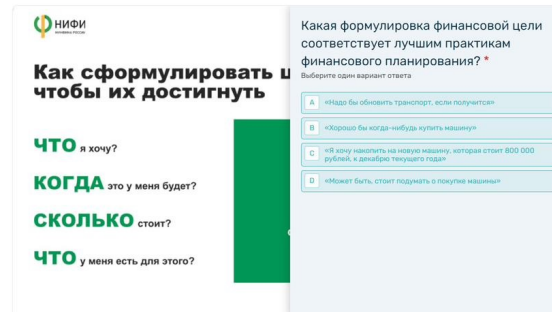 НИФИ
Как сформулировать ц
чтобы их достигнуть
ЧТО я хочу?
КОГДА это у меня будет?
СКОЛЬКО стоит?
ЧТО у меня есть для этого?
Какая формулировка финансовой цели
соответствует лучшим практикам
финансового планирования? *
Выберите один вариант ответа
A «Надо бы обновить транспорт, если получится»
B «Хорошо бы когда-нибудь купить машину»
C «Я хочу накопить на новую машину, которая стоит 800 000
рублей, к декабрю текущего года»
D «Может быть, стоит подумать о покупке машины»